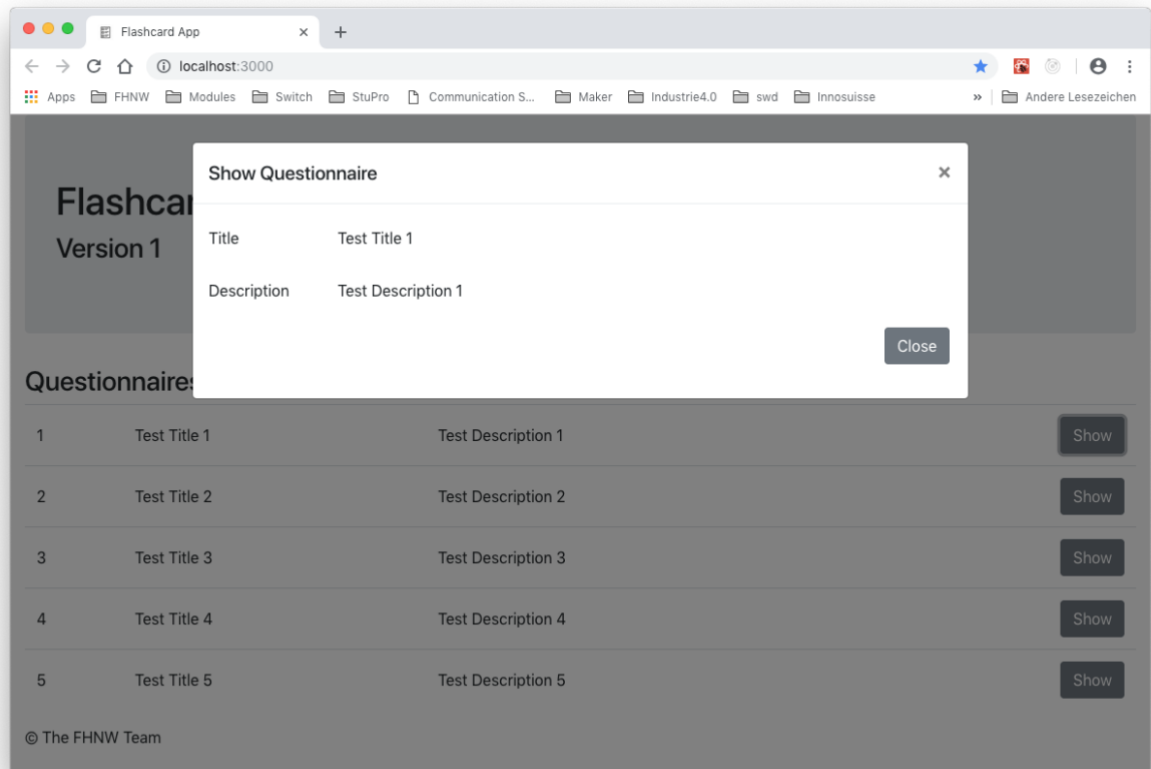 Flashcard App × +
localhost:3000
Apps FHNW Modules Switch StuPro Communication S... Maker Industrie4.0 swd Innosuisse » Andere Lesezeichen
Show Questionnaire ×
Flashcar
Version 1
Title Test Title 1
Description Test Description 1
Close
Questionnaires
1 Test Title 1 Test Description 1 Show
2 Test Title 2 Test Description 2 Show
3 Test Title 3 Test Description 3 Show
4 Test Title 4 Test Description 4 Show
5 Test Title 5 Test Description 5 Show
© The FHNW Team